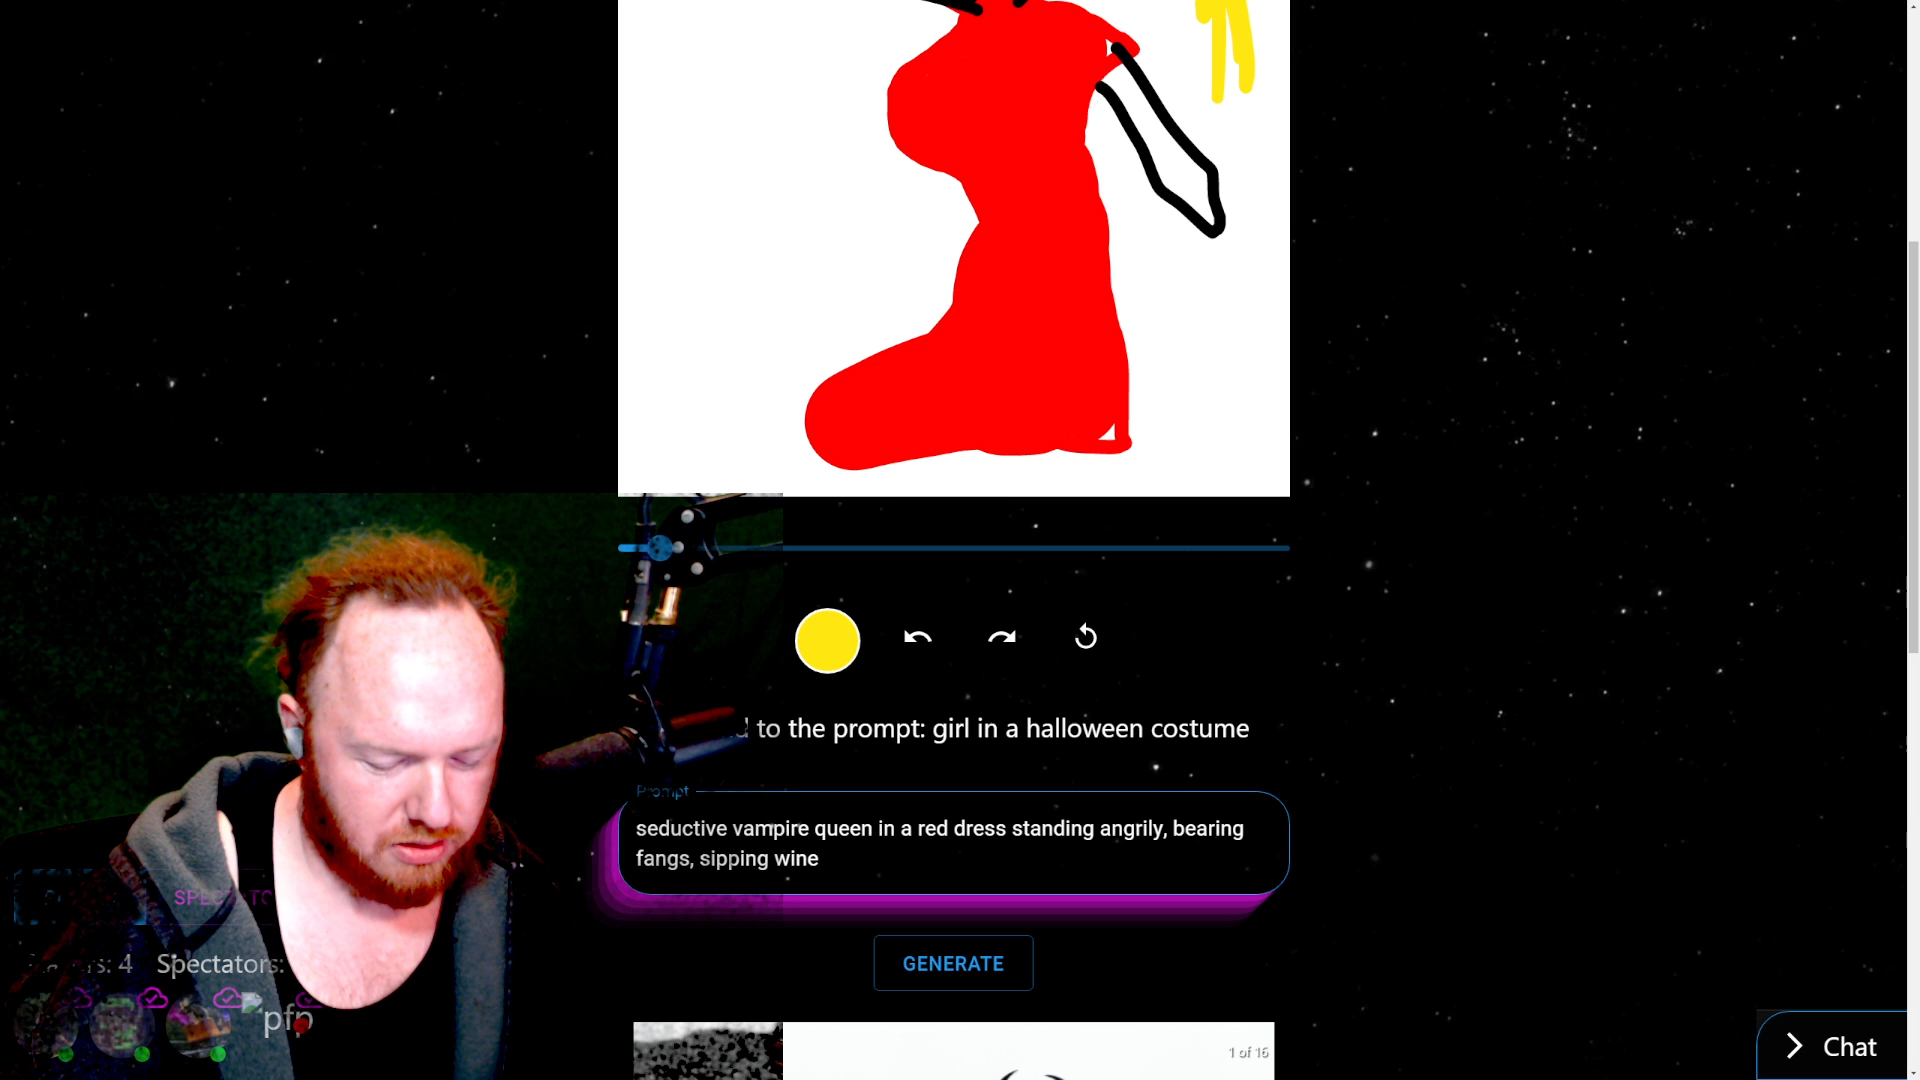 to the prompt: girl in a halloween costume
Prompt
seductive vampire queen in a red dress standing angrily, bearing
fangs, sipping wine
GENERATE
: 4 Spectators:
pfp
1 of 16
Chat